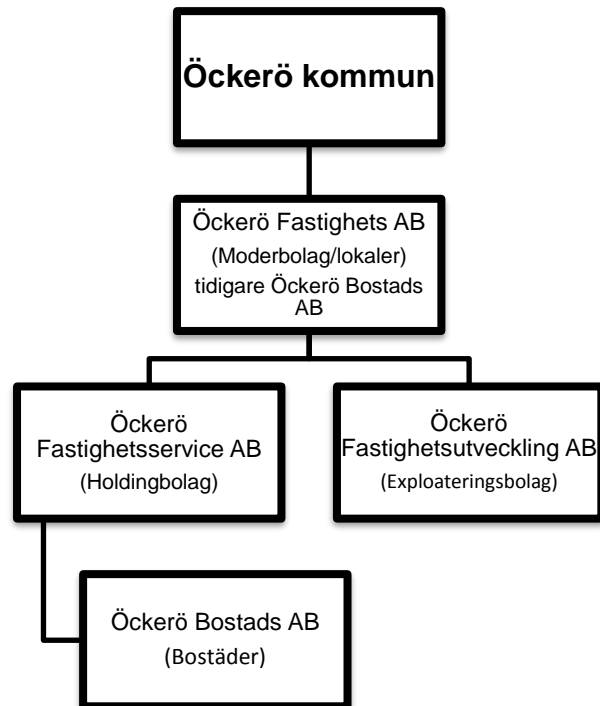 Öckerö kommun
Öckerö Fastighets AB
(Moderbolag/lokaler)
tidigare Öckerö Bostads
AB
Öckerö
Fastighetsservice AB
(Holdingbolag)
Öckerö
Fastighetsutveckling AB
(Exploateringsbolag)
Öckerö Bostads AB
(Bostäder)